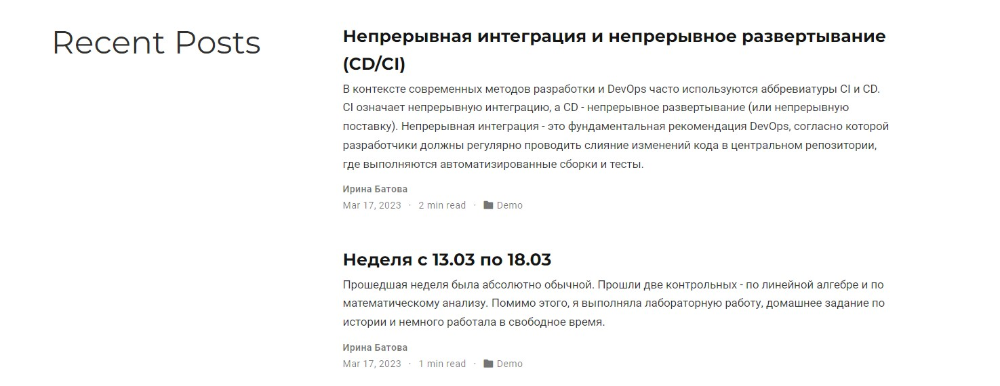 Recent Posts
Непрерывная интеграция и непрерывное развертывание
(CD/CI)
В контексте современных методов разработки и DevOps часто используются аббревиатуры CI и CD.
CI означает непрерывную интеграцию, а CD - непрерывное развертывание (или непрерывную
поставку). Непрерывная интеграция - это фундаментальная рекомендация DevOps, согласно которой
разработчики должны регулярно проводить слияние изменений кода в центральном репозитории,
где выполняются автоматизированные сборки и тесты.
Ирина Батова
Mar 17, 2023 · 2 min read · Demo
Неделя с 13.03 по 18.03
Прошедшая неделя была абсолютно обычной. Прошли две контрольных - по линейной алгебре и по
математическому анализу. Помимо этого, я выполняла лабораторную работу, домашнее задание по
истории и немного работала в свободное время.
Ирина Батова
Mar 17, 2023 · 1 min read · Demo